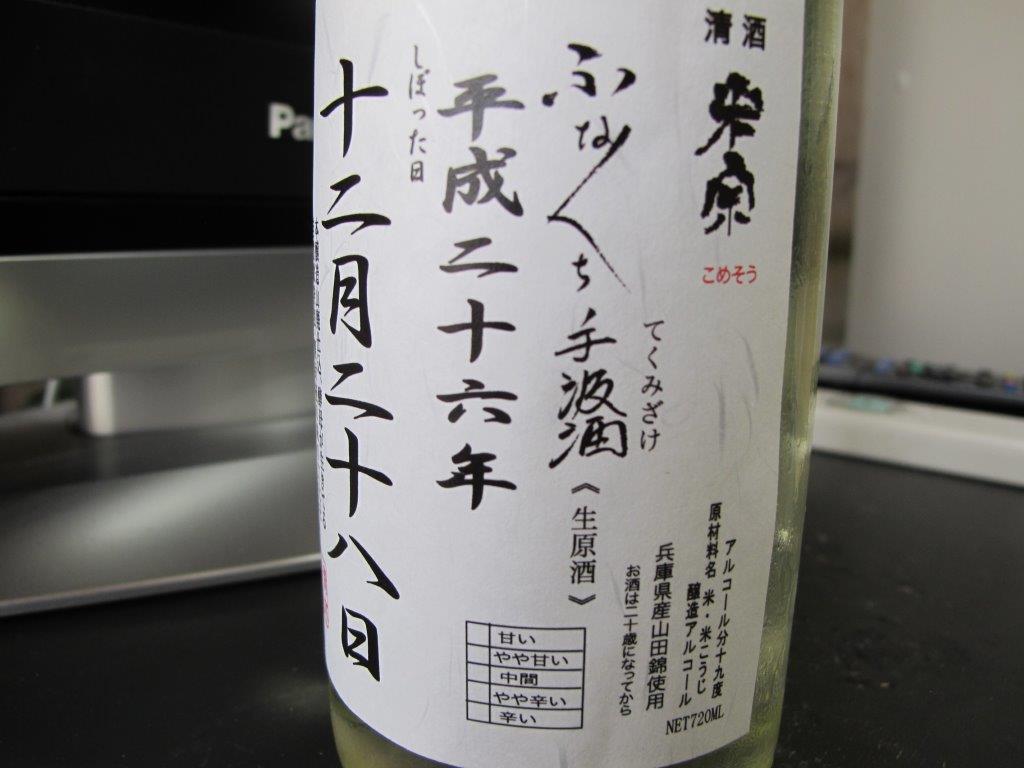 清酒
米宗
こめそう
アルコール分十九度
原材料名 米・米こうじ
醸造アルコール
兵庫県産山田錦使用
お酒は二十歳になってから
NET720ML
ふなくち手汲酒
てくみざけ
《生原酒》
平成二十六年
しぼった日
十二月二十八日
甘い
やや甘い
中間
やや辛い
辛い
Pa